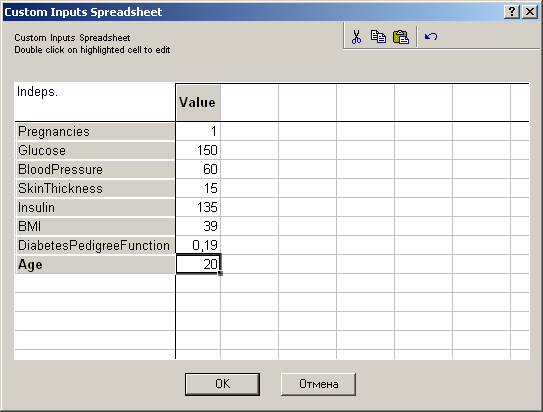 Custom Inputs Spreadsheet
Custom Inputs Spreadsheet
Double click on highlighted cell to edit
Indeps. Value
Pregnancies 1
Glucose 150
BloodPressure 60
SkinThickness 15
Insulin 135
BMI 39
DiabetesPedigreeFunction 0,19
Age 20
OK Отмена